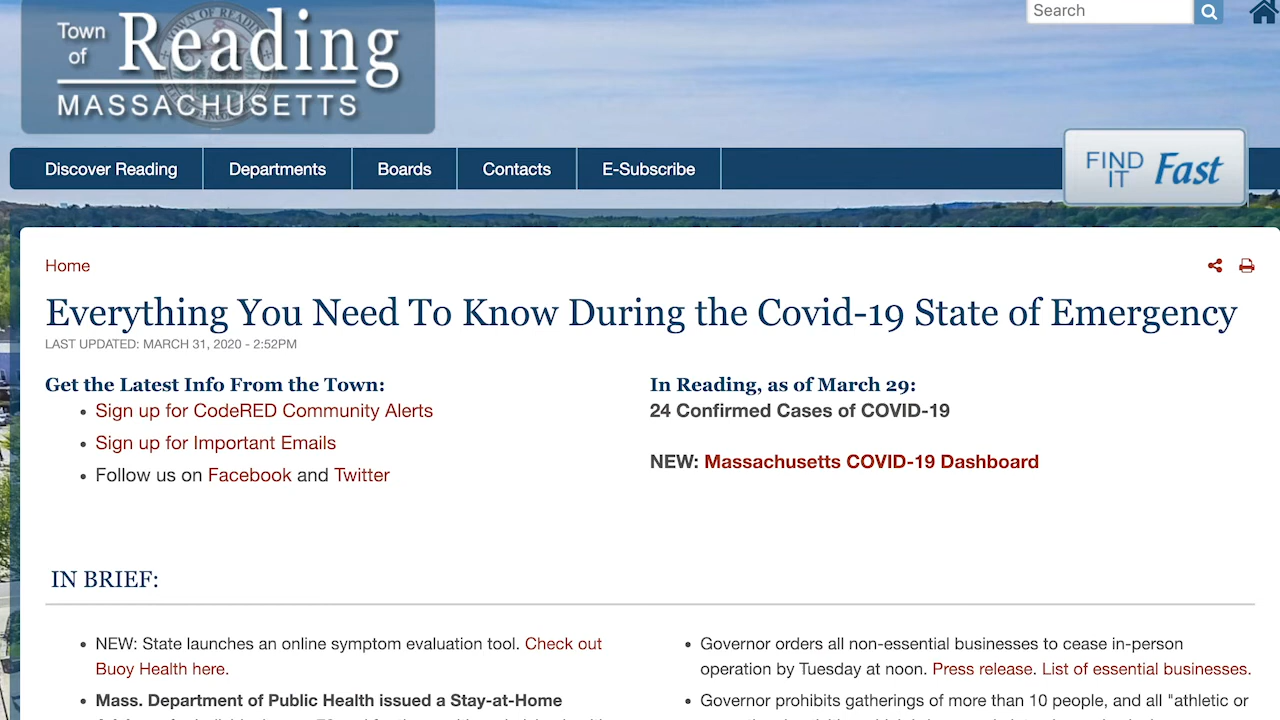 Town
of
Reading
MASSACHUSETTS
Search
Discover Reading
Departments
Boards
Contacts
E-Subscribe
FIND
IT
Fast
Home
Everything You Need To Know During the Covid-19 State of Emergency
LAST UPDATED: MARCH 31, 2020 - 2:52PM
Get the Latest Info From the Town:
• Sign up for CodeRED Community Alerts
• Sign up for Important Emails
• Follow us on Facebook and Twitter
In Reading, as of March 29:
24 Confirmed Cases of COVID-19
NEW: Massachusetts COVID-19 Dashboard
IN BRIEF:
• NEW: State launches an online symptom evaluation tool. Check out
Buoy Health here.
• Mass. Department of Public Health issued a Stay-at-Home
• Governor orders all non-essential businesses to cease in-person
operation by Tuesday at noon. Press release. List of essential businesses.
• Governor prohibits gatherings of more than 10 people, and all "athletic or